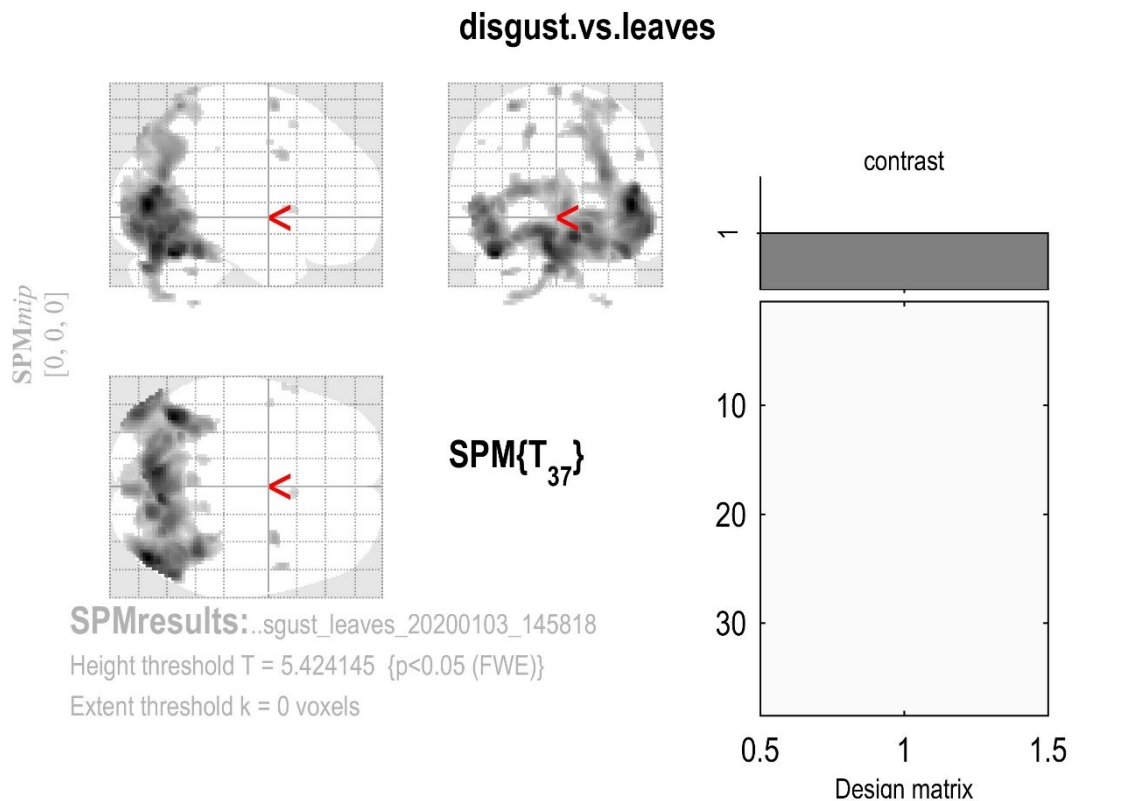 disgust.vs.leaves
SPMmip
[0, 0, 0]
<
<
<
SPM{T37}
SPMresults:..sgust_leaves_20200103_145818
Height threshold T = 5.424145 {p<0.05 (FWE)}
Extent threshold k = 0 voxels
contrast
1
10
20
30
0.5 1 1.5
Design matrix